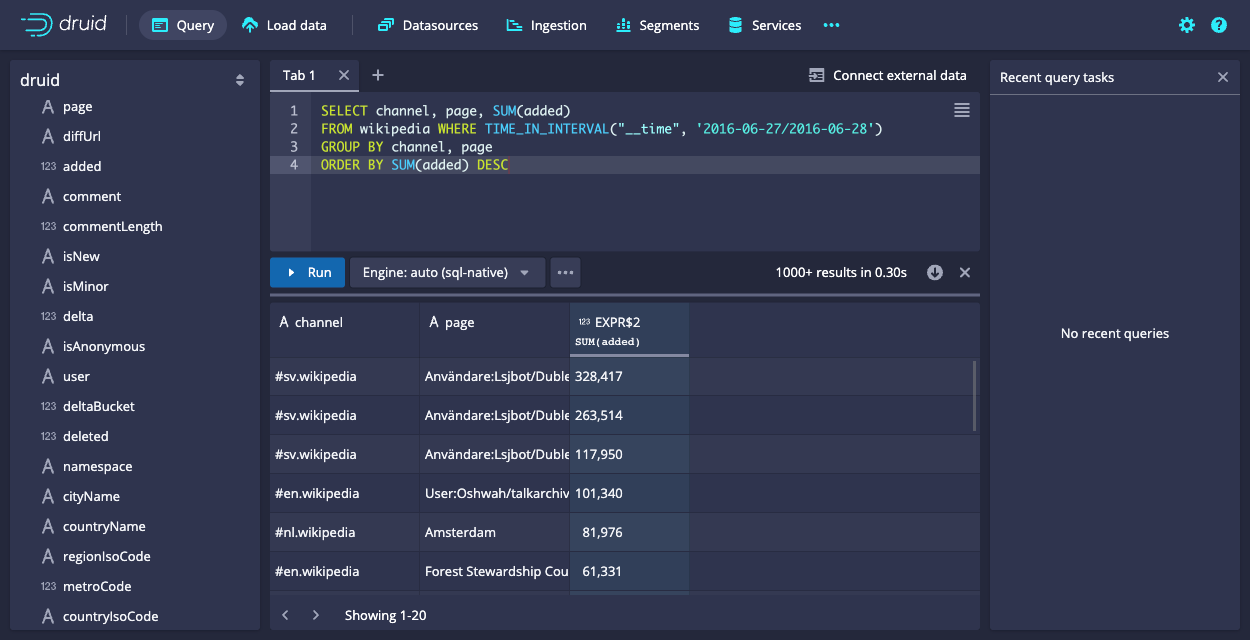 druid
Query
Load data
Datasources
Ingestion
Segments
Services
druid
A page
A diffUrl
123 added
A comment
123 commentLength
A isNew
A isMinor
123 delta
A isAnonymous
A user
123 deltaBucket
123 deleted
A namespace
A cityName
A countryName
A regionIsoCode
123 metroCode
A countryIsoCode
Tab 1
Connect external data
1 SELECT channel, page, SUM(added)
2 FROM wikipedia WHERE TIME_IN_INTERVAL("__time", '2016-06-27/2016-06-28')
3 GROUP BY channel, page
4 ORDER BY SUM(added) DESC
Run
Engine: auto (sql-native)
1000+ results in 0.30s
A channel A page 123 EXPR$2
SUM(added)
#sv.wikipedia Användare:Lsjbot/Duble 328,417
#sv.wikipedia Användare:Lsjbot/Duble 263,514
#sv.wikipedia Användare:Lsjbot/Duble 117,950
#en.wikipedia User:Oshwah/talkarchiv 101,340
#nl.wikipedia Amsterdam 81,976
#en.wikipedia Forest Stewardship Cou 61,331
Showing 1-20
Recent query tasks
No recent queries